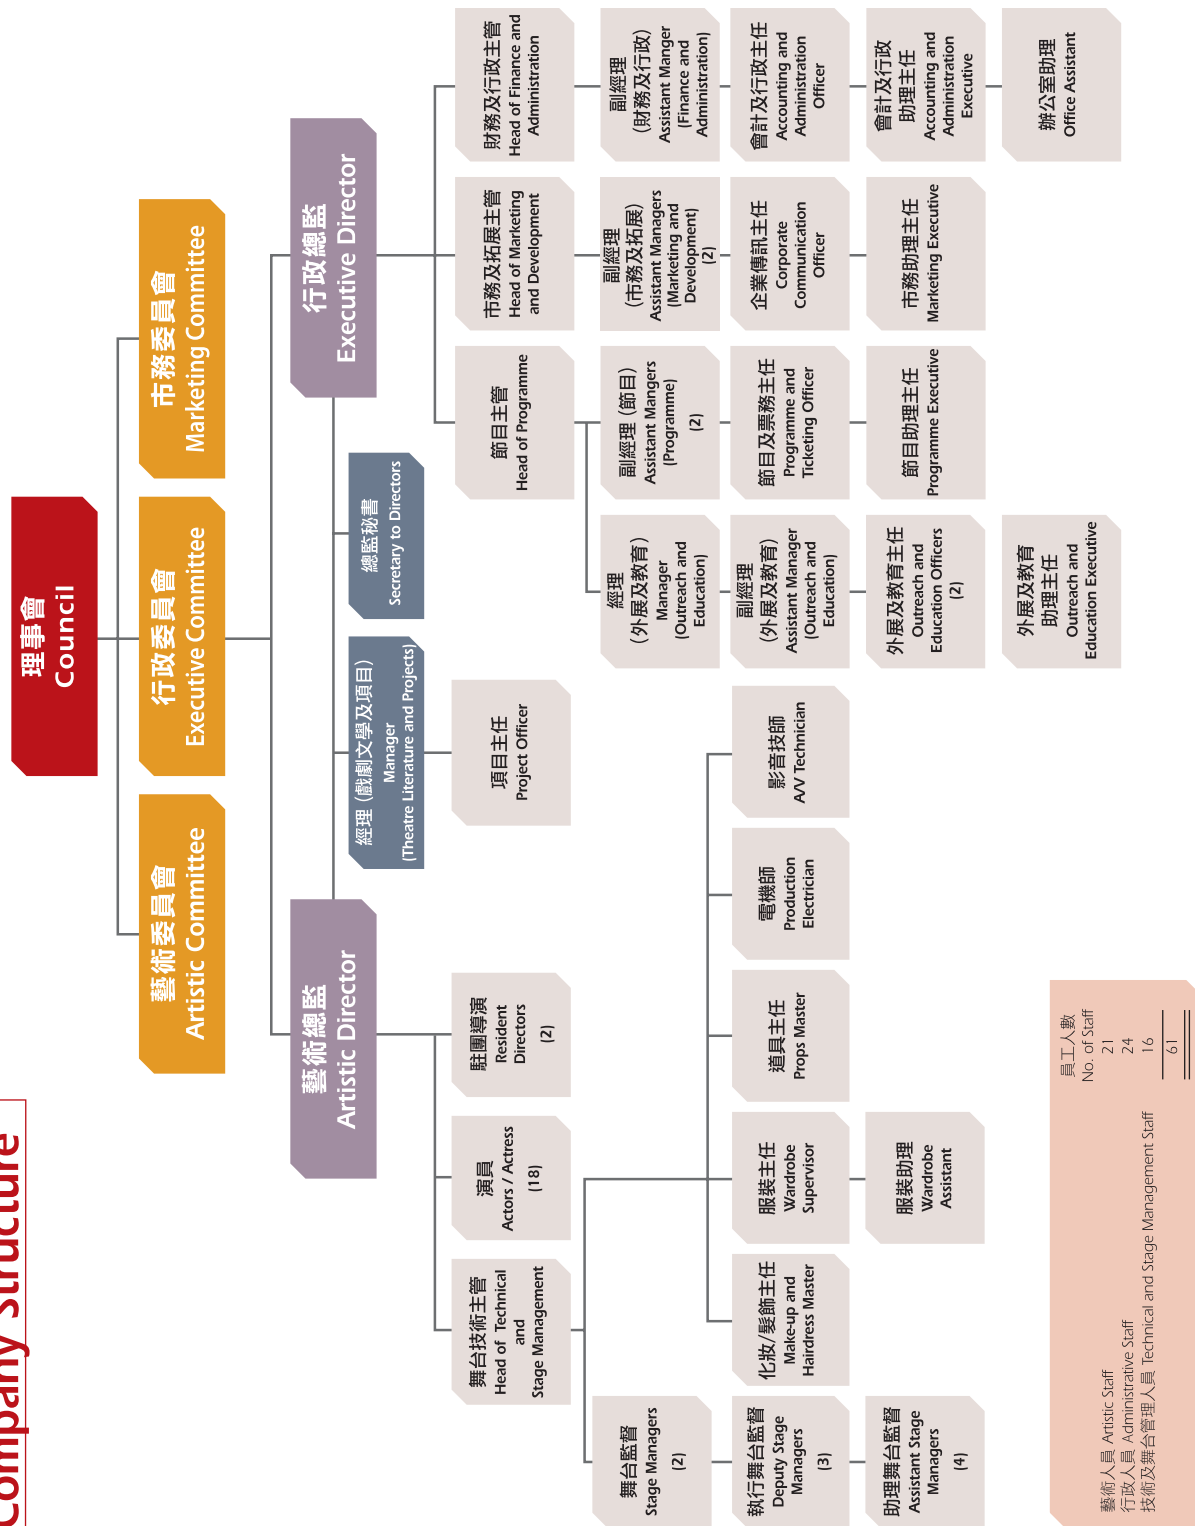 Company Structure
理事會
Council
藝術委員會
Artistic Committee
行政委員會
Executive Committee
市務委員會
Marketing Committee
藝術總監
Artistic Director
行政總監
Executive Director
經理（戲劇文學及項目）
Manager
(Theatre Literature and Projects)
總監秘書
Secretary to Directors
項目主任
Project Officer
舞台技術主管
Head of Technical
and
Stage Management
演員
Actors / Actress
(18)
駐團導演
Resident
Directors
(2)
節目主管
Head of Programme
市務及拓展主管
Head of Marketing
and Development
財務及行政主管
Head of Finance and
Administration
舞台監督
Stage Managers
(2)
執行舞台監督
Deputy Stage
Managers
(3)
助理舞台監督
Assistant Stage
Managers
(4)
化妝/髮飾主任
Make-up and
Hairdress Master
服裝主任
Wardrobe
Supervisor
服裝助理
Wardrobe
Assistant
道具主任
Props Master
電機師
Production
Electrician
影音技師
A/V Technician
經理
（外展及教育）
Manager
(Outreach and
Education)
副經理
（外展及教育）
Assistant Manager
(Outreach and
Education)
外展及教育主任
Outreach and
Education Officers
(2)
外展及教育
助理主任
Outreach and
Education Executive
副經理（節目）
Assistant Mangers
(Programme)
(2)
節目及票務主任
Programme and
Ticketing Officer
節目助理主任
Programme Executive
副經理
（市務及拓展）
Assistant Managers
(Marketing and
Development)
(2)
企業傳訊主任
Corporate
Communication
Officer
市務助理主任
Marketing Executive
副經理
（財務及行政）
Assistant Manger
(Finance and
Administration)
會計及行政主任
Accounting and
Administration
Officer
會計及行政
助理主任
Accounting and
Administration
Executive
辦公室助理
Office Assistant
員工人數
No. of Staff
藝術人員 Artistic Staff 21
行政人員 Administrative Staff 24
技術及舞台管理人員 Technical and Stage Management Staff 16
61